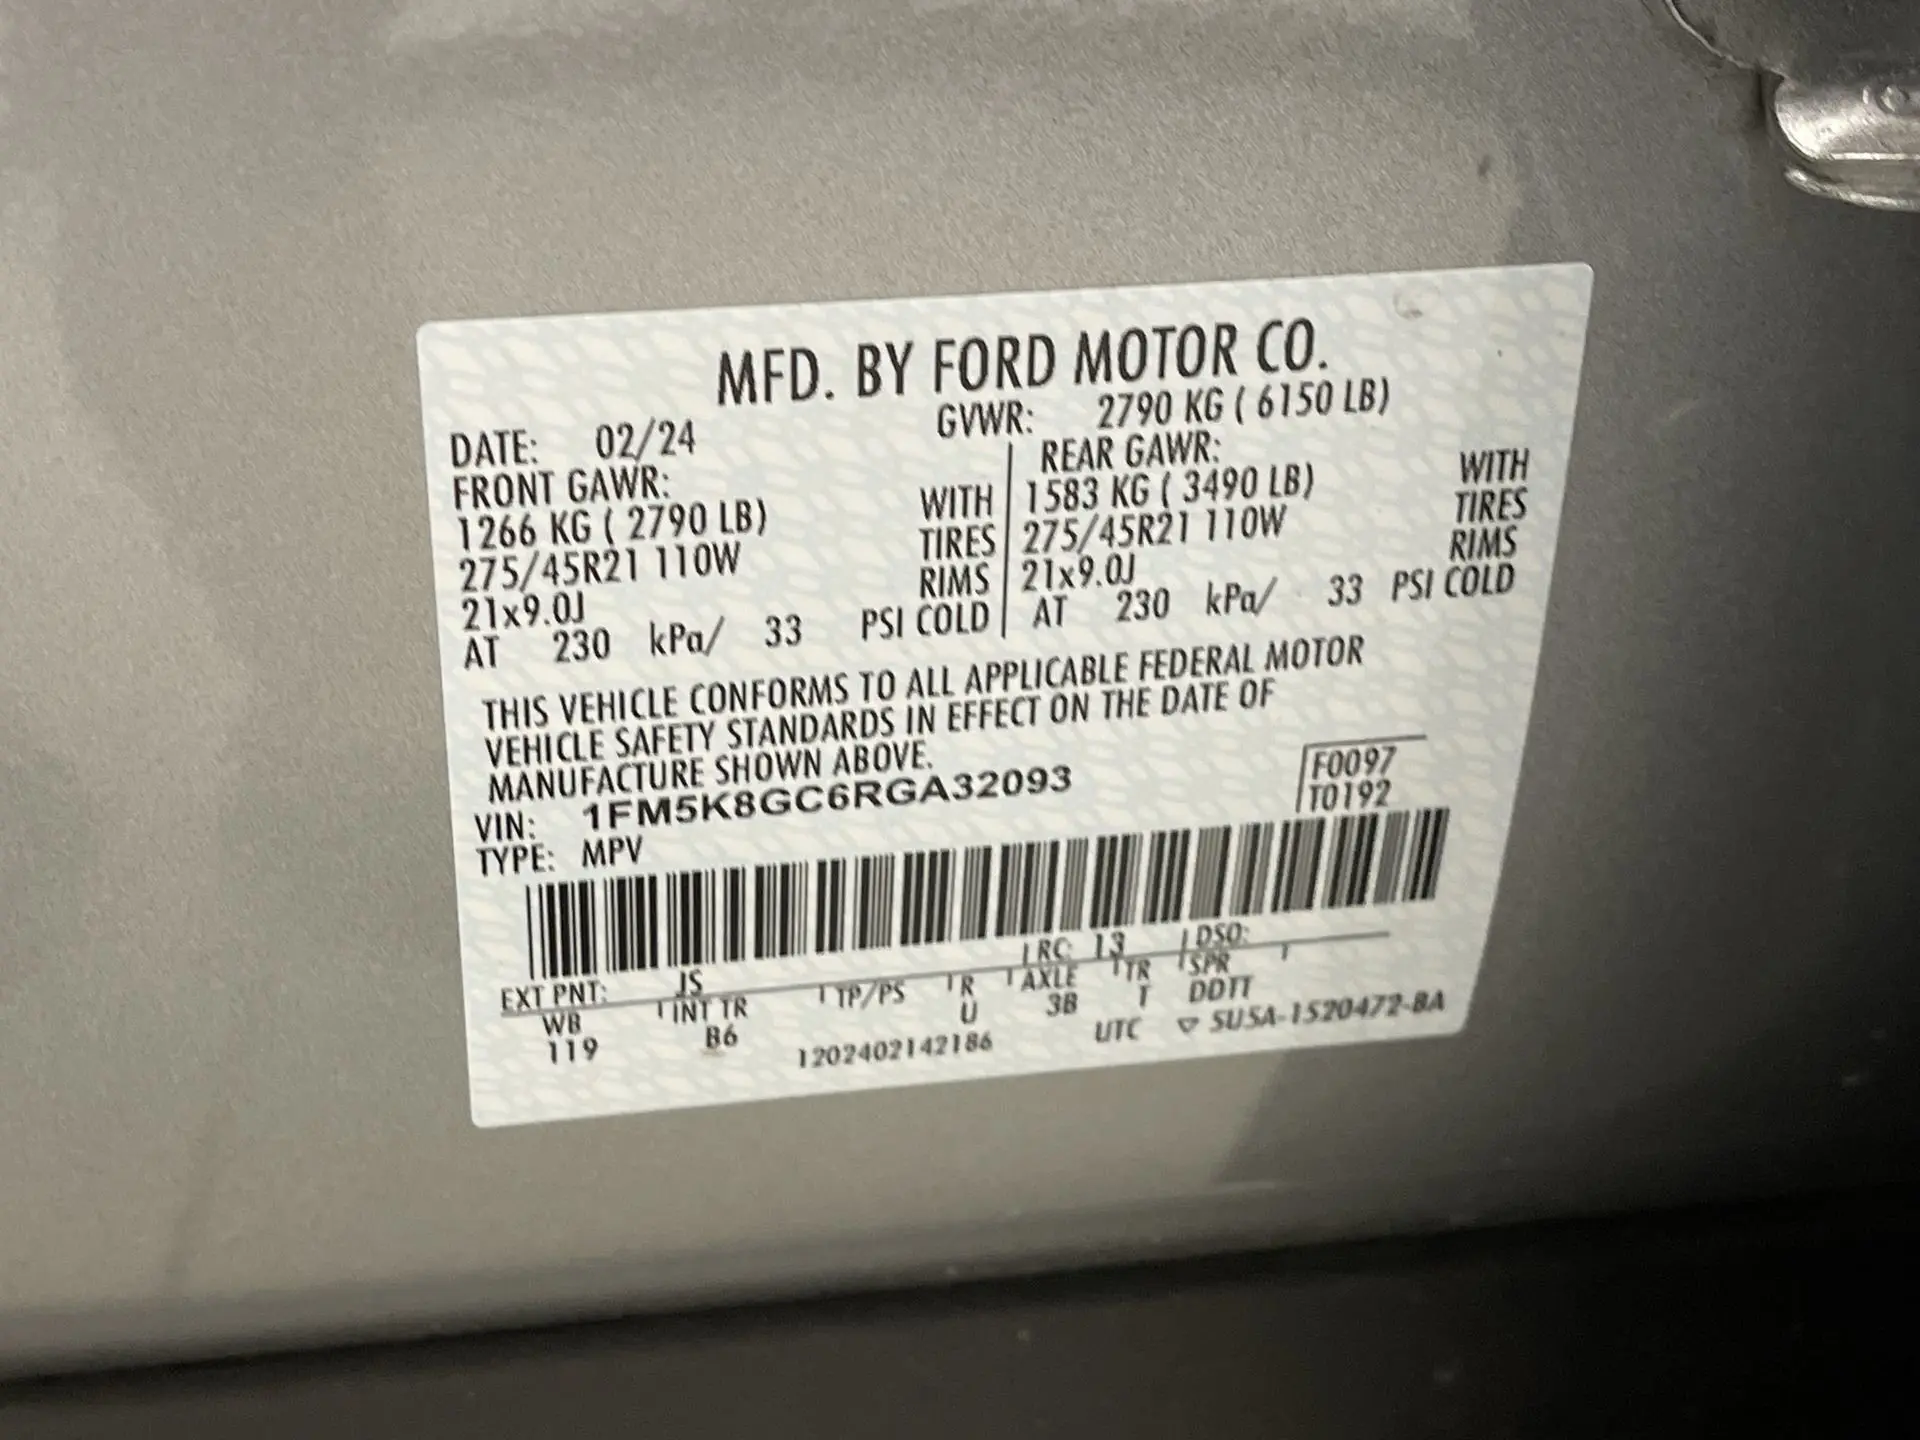 MFD. BY FORD MOTOR CO.
DATE: 02/24 GVWR: 2790 KG ( 6150 LB)
FRONT GAWR: REAR GAWR:
1266 KG ( 2790 LB) WITH 1583 KG ( 3490 LB) WITH
275/45R21 110W TIRES 275/45R21 110W TIRES
21x9.0J RIMS 21x9.0J RIMS
AT 230 kPa/ 33 PSI COLD AT 230 kPa/ 33 PSI COLD
THIS VEHICLE CONFORMS TO ALL APPLICABLE FEDERAL MOTOR
VEHICLE SAFETY STANDARDS IN EFFECT ON THE DATE OF
MANUFACTURE SHOWN ABOVE.
VIN: 1FM5K8GC6RGA32093
TYPE: MPV
F0097
T0192
EXT PNT: JS RC: 13 DSO:
WB INT TR TP/PS R AXLE TR SPR
119 B6 U 3B T DDTT
1202402142186 UTC ▽ SUSA-1520472-BA